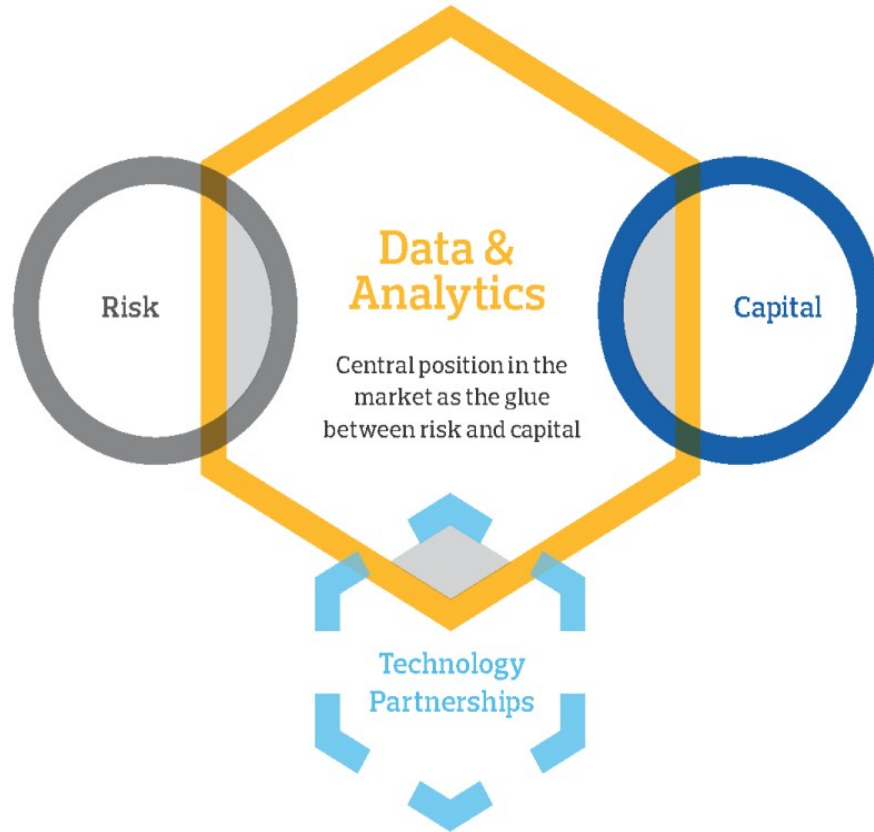 Data &
Analytics
Risk
Capital
Central position in the
market as the glue
between risk and capital
Technology
Partnerships